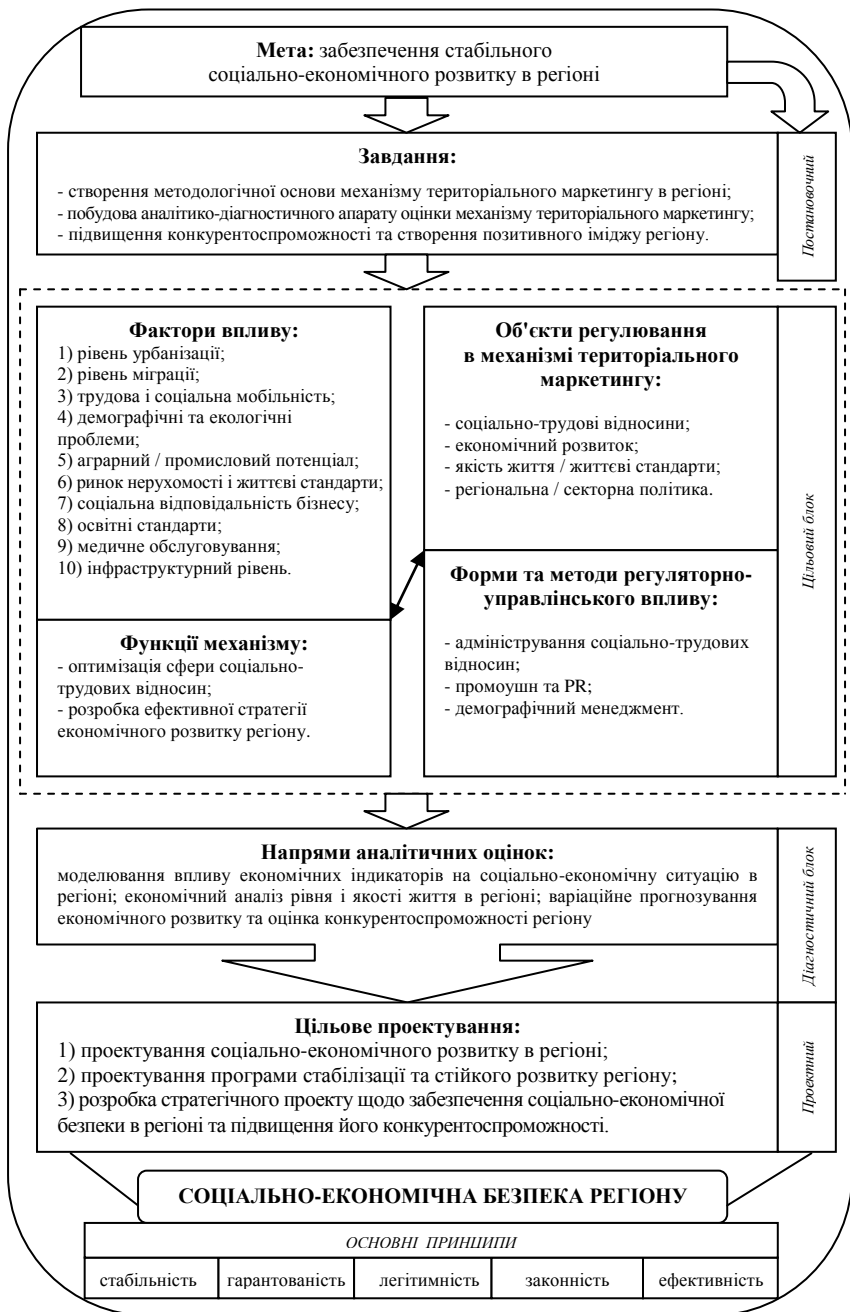 Мета: забезпечення стабільного
соціально-економічного розвитку в регіоні
Завдання:
- створення методологічної основи механізму територіального маркетингу в регіоні;
- побудова аналітико-діагностичного апарату оцінки механізму територіального маркетингу;
- підвищення конкурентоспроможності та створення позитивного іміджу регіону.
Постановочний
Фактори впливу:
1) рівень урбанізації;
2) рівень міграції;
3) трудова і соціальна мобільність;
4) демографічні та екологічні
проблеми;
5) аграрний / промисловий потенціал;
6) ринок нерухомості і життєві стандарти;
7) соціальна відповідальність бізнесу;
8) освітні стандарти;
9) медичне обслуговування;
10) інфраструктурний рівень.
Функції механізму:
- оптимізація сфери соціально-
трудових відносин;
- розробка ефективної стратегії
економічного розвитку регіону.
Об'єкти регулювання
в механізмі територіального
маркетингу:
- соціально-трудові відносини;
- економічний розвиток;
- якість життя / життєві стандарти;
- регіональна / секторна політика.
Форми та методи регуляторно-
управлінського впливу:
- адміністрування соціально-трудових
відносин;
- промоушн та PR;
- демографічний менеджмент.
Цільовий блок
Напрями аналітичних оцінок:
моделювання впливу економічних індикаторів на соціально-економічну ситуацію в
регіоні; економічний аналіз рівня і якості життя в регіоні; варіаційне прогнозування
економічного розвитку та оцінка конкурентоспроможності регіону
Діагностичний блок
Цільове проектування:
1) проектування соціально-економічного розвитку в регіоні;
2) проектування програми стабілізації та стійкого розвитку регіону;
3) розробка стратегічного проекту щодо забезпечення соціально-економічної
безпеки в регіоні та підвищення його конкурентоспроможності.
Проектний
СОЦІАЛЬНО-ЕКОНОМІЧНА БЕЗПЕКА РЕГІОНУ
ОСНОВНІ ПРИНЦИПИ
стабільність гарантованість легітимність законність ефективність